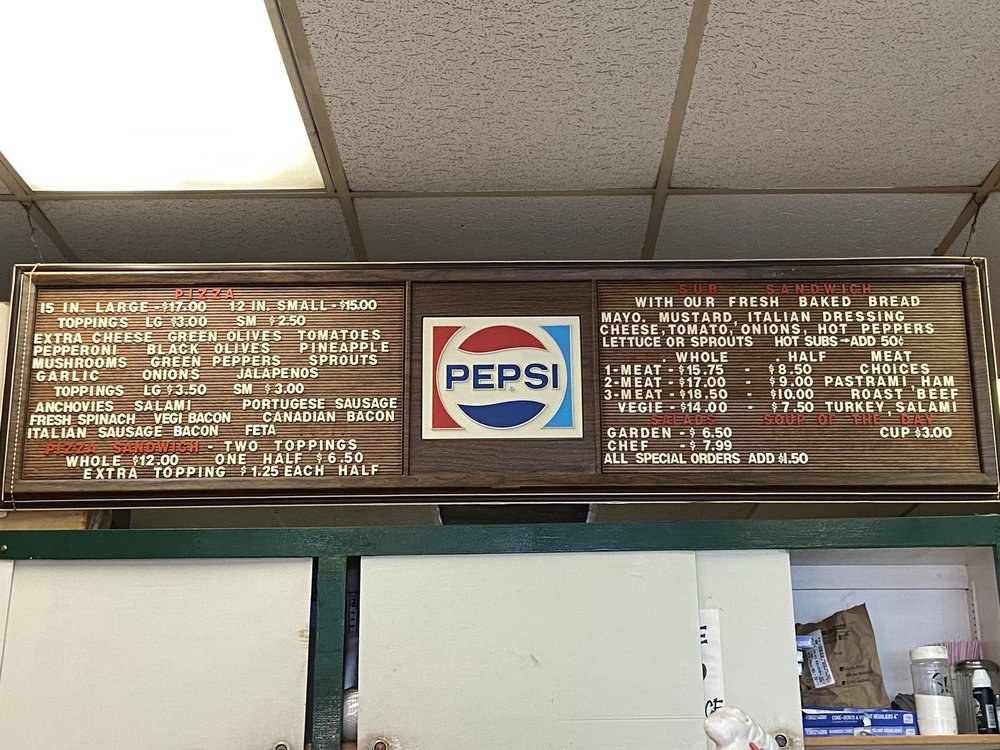 PIZZA
15 IN. LARGE - $17.00 12 IN. SMALL - $15.00
TOPPINGS LG $3.00 SM $2.50
EXTRA CHEESE GREEN OLIVES TOMATOES
PEPPERONI BLACK OLIVES PINEAPPLE
MUSHROOMS GREEN PEPPERS SPROUTS
GARLIC ONIONS JALAPENOS
TOPPINGS LG $3.50 SM $3.00
ANCHOVIES SALAMI PORTUGESE SAUSAGE
FRESH SPINACH VEGI BACON CANADIAN BACON
ITALIAN SAUSAGE BACON FETA
PIZZA SANDWICH TWO TOPPINGS
WHOLE $12.00 ONE HALF $6.50
EXTRA TOPPING $1.25 EACH HALF
PEPSI
SUB SANDWICH
WITH OUR FRESH BAKED BREAD
MAYO. MUSTARD, ITALIAN DRESSING
CHEESE, TOMATO, ONIONS, HOT PEPPERS
LETTUCE OR SPROUTS HOT SUBS → ADD 50¢
. WHOLE . HALF MEAT
1-MEAT - $15.75 - $8.50 CHOICES
2-MEAT - $17.00 - $9.00 PASTRAMI, HAM
3-MEAT - $18.50 - $10.00 ROAST BEEF
VEGIE - $14.00 - $7.50 TURKEY, SALAMI
SALADS SOUP OF THE DAY
GARDEN - $6.50 CUP $3.00
CHEF - $7.99
ALL SPECIAL ORDERS ADD $1.50